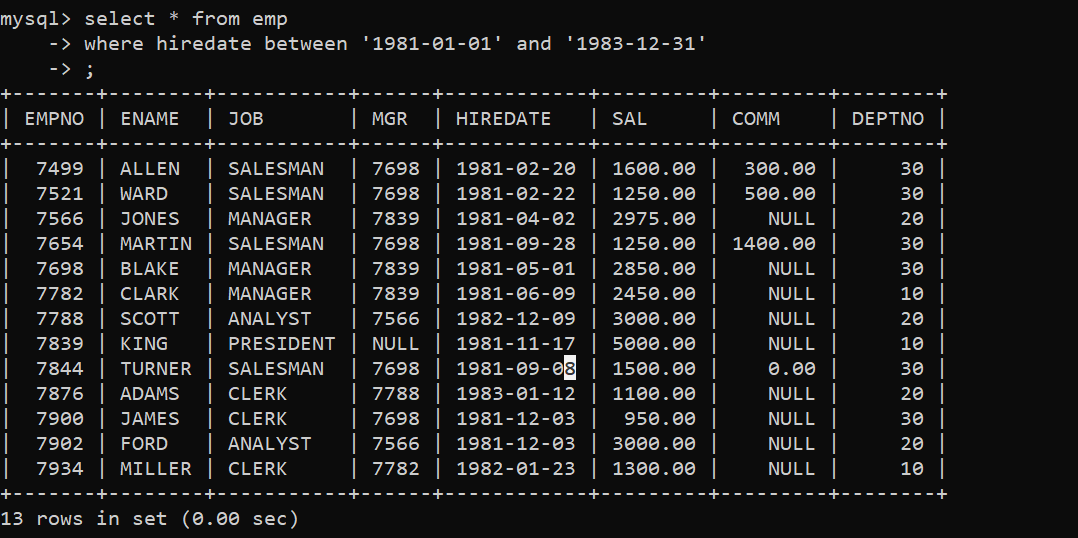 mysql> select * from emp
    -> where hiredate between '1981-01-01' and '1983-12-31'
    -> ;
+-------+--------+-----------+------+------------+---------+---------+--------+
| EMPNO | ENAME  | JOB       | MGR  | HIREDATE   | SAL     | COMM    | DEPTNO |
+-------+--------+-----------+------+------------+---------+---------+--------+
|  7499 | ALLEN  | SALESMAN  | 7698 | 1981-02-20 | 1600.00 |  300.00 |     30 |
|  7521 | WARD   | SALESMAN  | 7698 | 1981-02-22 | 1250.00 |  500.00 |     30 |
|  7566 | JONES  | MANAGER   | 7839 | 1981-04-02 | 2975.00 |    NULL |     20 |
|  7654 | MARTIN | SALESMAN  | 7698 | 1981-09-28 | 1250.00 | 1400.00 |     30 |
|  7698 | BLAKE  | MANAGER   | 7839 | 1981-05-01 | 2850.00 |    NULL |     30 |
|  7782 | CLARK  | MANAGER   | 7839 | 1981-06-09 | 2450.00 |    NULL |     10 |
|  7788 | SCOTT  | ANALYST   | 7566 | 1982-12-09 | 3000.00 |    NULL |     20 |
|  7839 | KING   | PRESIDENT | NULL | 1981-11-17 | 5000.00 |    NULL |     10 |
|  7844 | TURNER | SALESMAN  | 7698 | 1981-09-08 | 1500.00 |    0.00 |     30 |
|  7876 | ADAMS  | CLERK     | 7788 | 1983-01-12 | 1100.00 |    NULL |     20 |
|  7900 | JAMES  | CLERK     | 7698 | 1981-12-03 |  950.00 |    NULL |     30 |
|  7902 | FORD   | ANALYST   | 7566 | 1981-12-03 | 3000.00 |    NULL |     20 |
|  7934 | MILLER | CLERK     | 7782 | 1982-01-23 | 1300.00 |    NULL |     10 |
+-------+--------+-----------+------+------------+---------+---------+--------+
13 rows in set (0.00 sec)